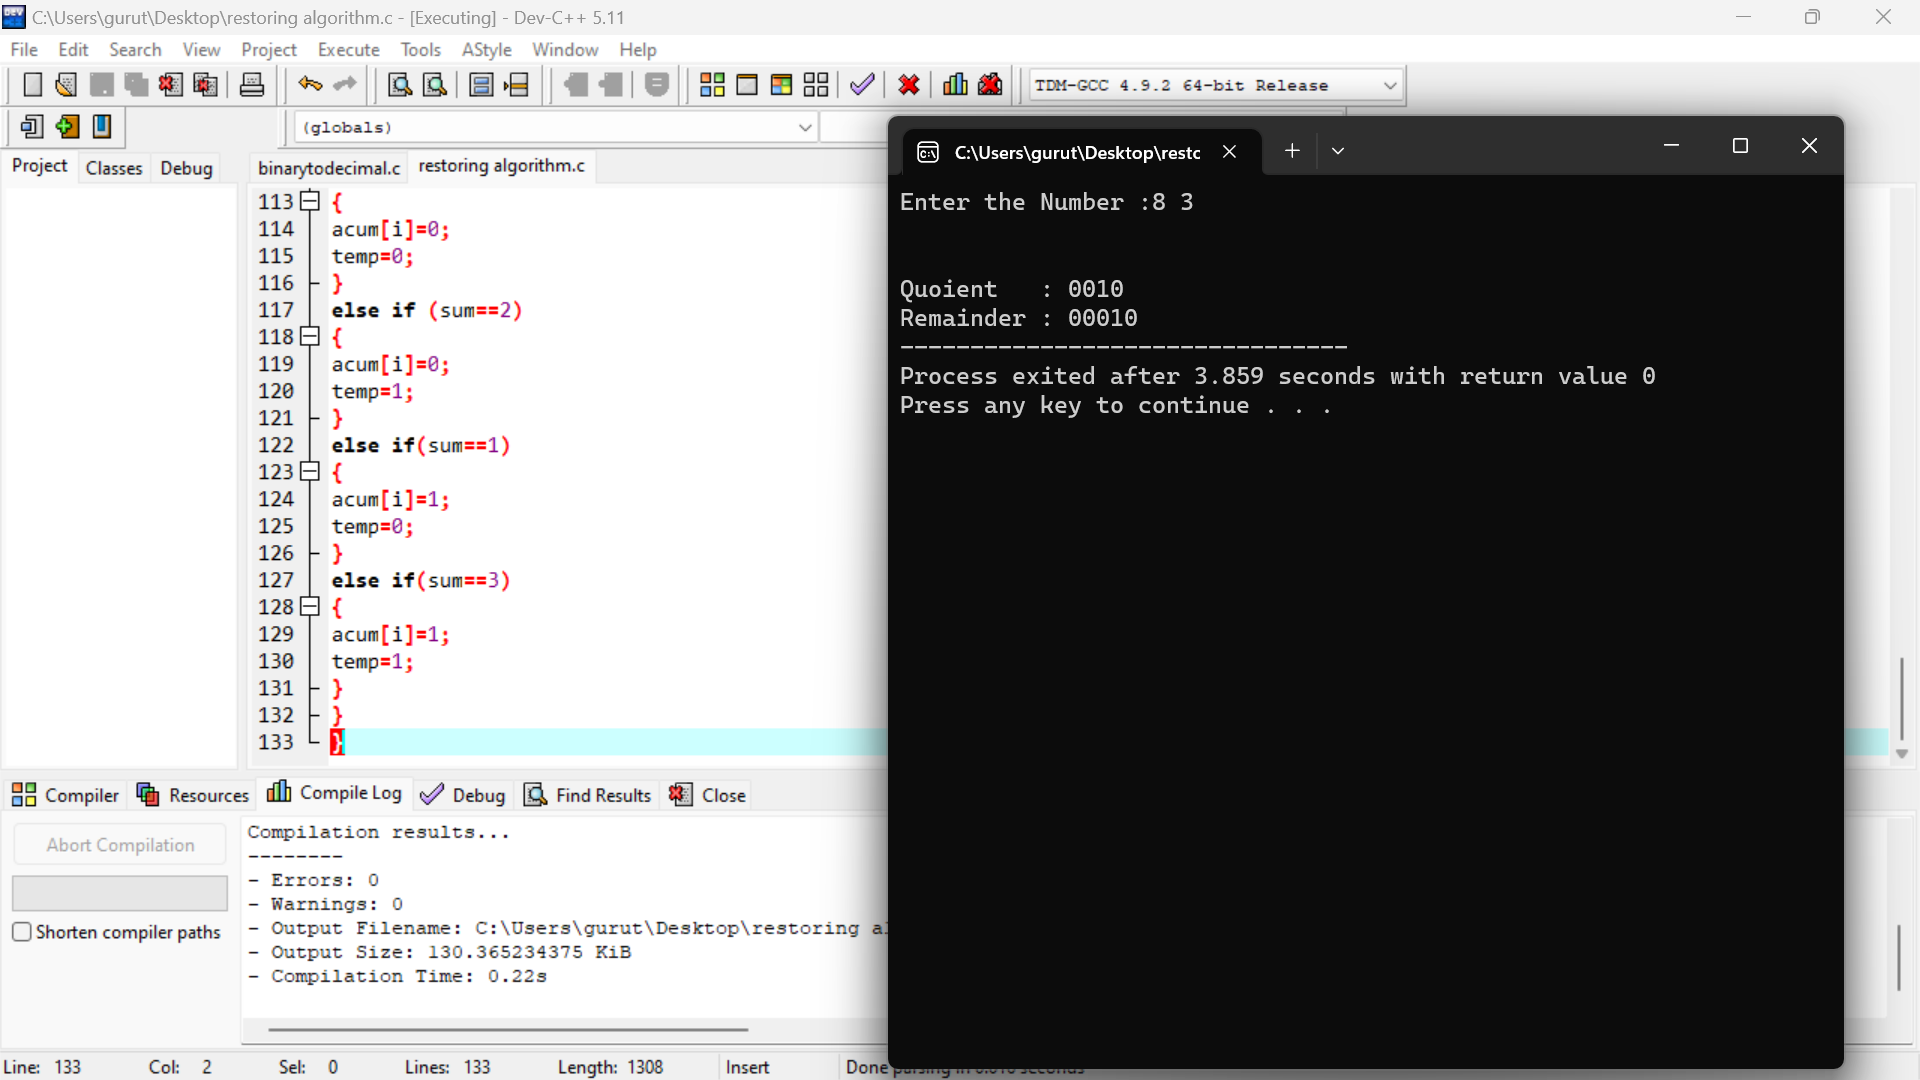 C:\Users\gurut\Desktop\restoring algorithm.c - [Executing] - Dev-C++ 5.11
File Edit Search View Project Execute Tools AStyle Window Help
TDM-GCC 4.9.2 64-bit Release
(globals)
Project Classes Debug
binarytodecimal.c restoring algorithm.c
113 {
114 acum[i]=0;
115 temp=0;
116 }
117 else if (sum==2)
118 {
119 acum[i]=0;
120 temp=1;
121 }
122 else if(sum==1)
123 {
124 acum[i]=1;
125 temp=0;
126 }
127 else if(sum==3)
128 {
129 acum[i]=1;
130 temp=1;
131 }
132 }
133 }
C:\Users\gurut\Desktop\restc
Enter the Number :8 3
Quoient : 0010
Remainder : 00010
--------------------------------
Process exited after 3.859 seconds with return value 0
Press any key to continue . . .
Compiler Resources Compile Log Debug Find Results Close
Abort Compilation
Shorten compiler paths
Compilation results...
--------
- Errors: 0
- Warnings: 0
- Output Filename: C:\Users\gurut\Desktop\restoring al
- Output Size: 130.365234375 KiB
- Compilation Time: 0.22s
Line: 133 Col: 2 Sel: 0 Lines: 133 Length: 1308 Insert Done parsing in 0.016 seconds